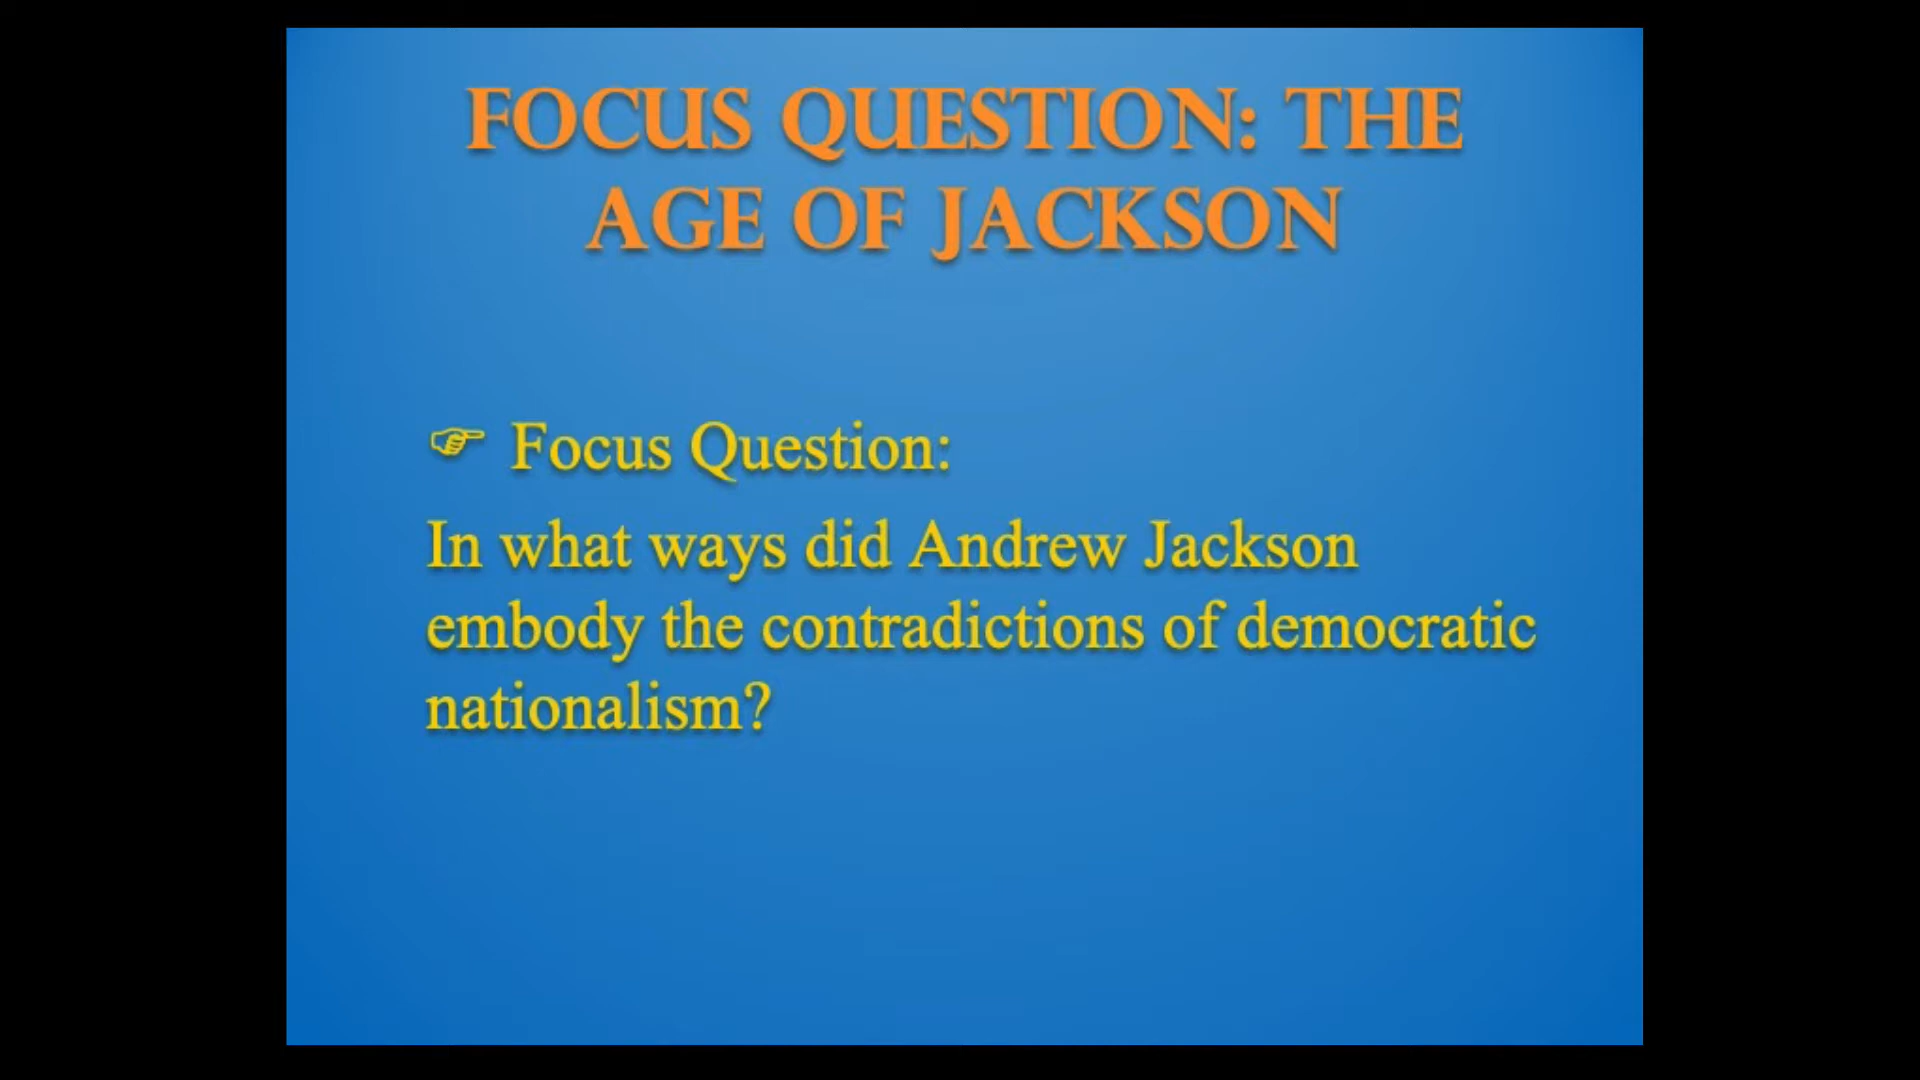 FOCUS QUESTION: THE
AGE OF JACKSON
☞ Focus Question:
In what ways did Andrew Jackson
embody the contradictions of democratic
nationalism?